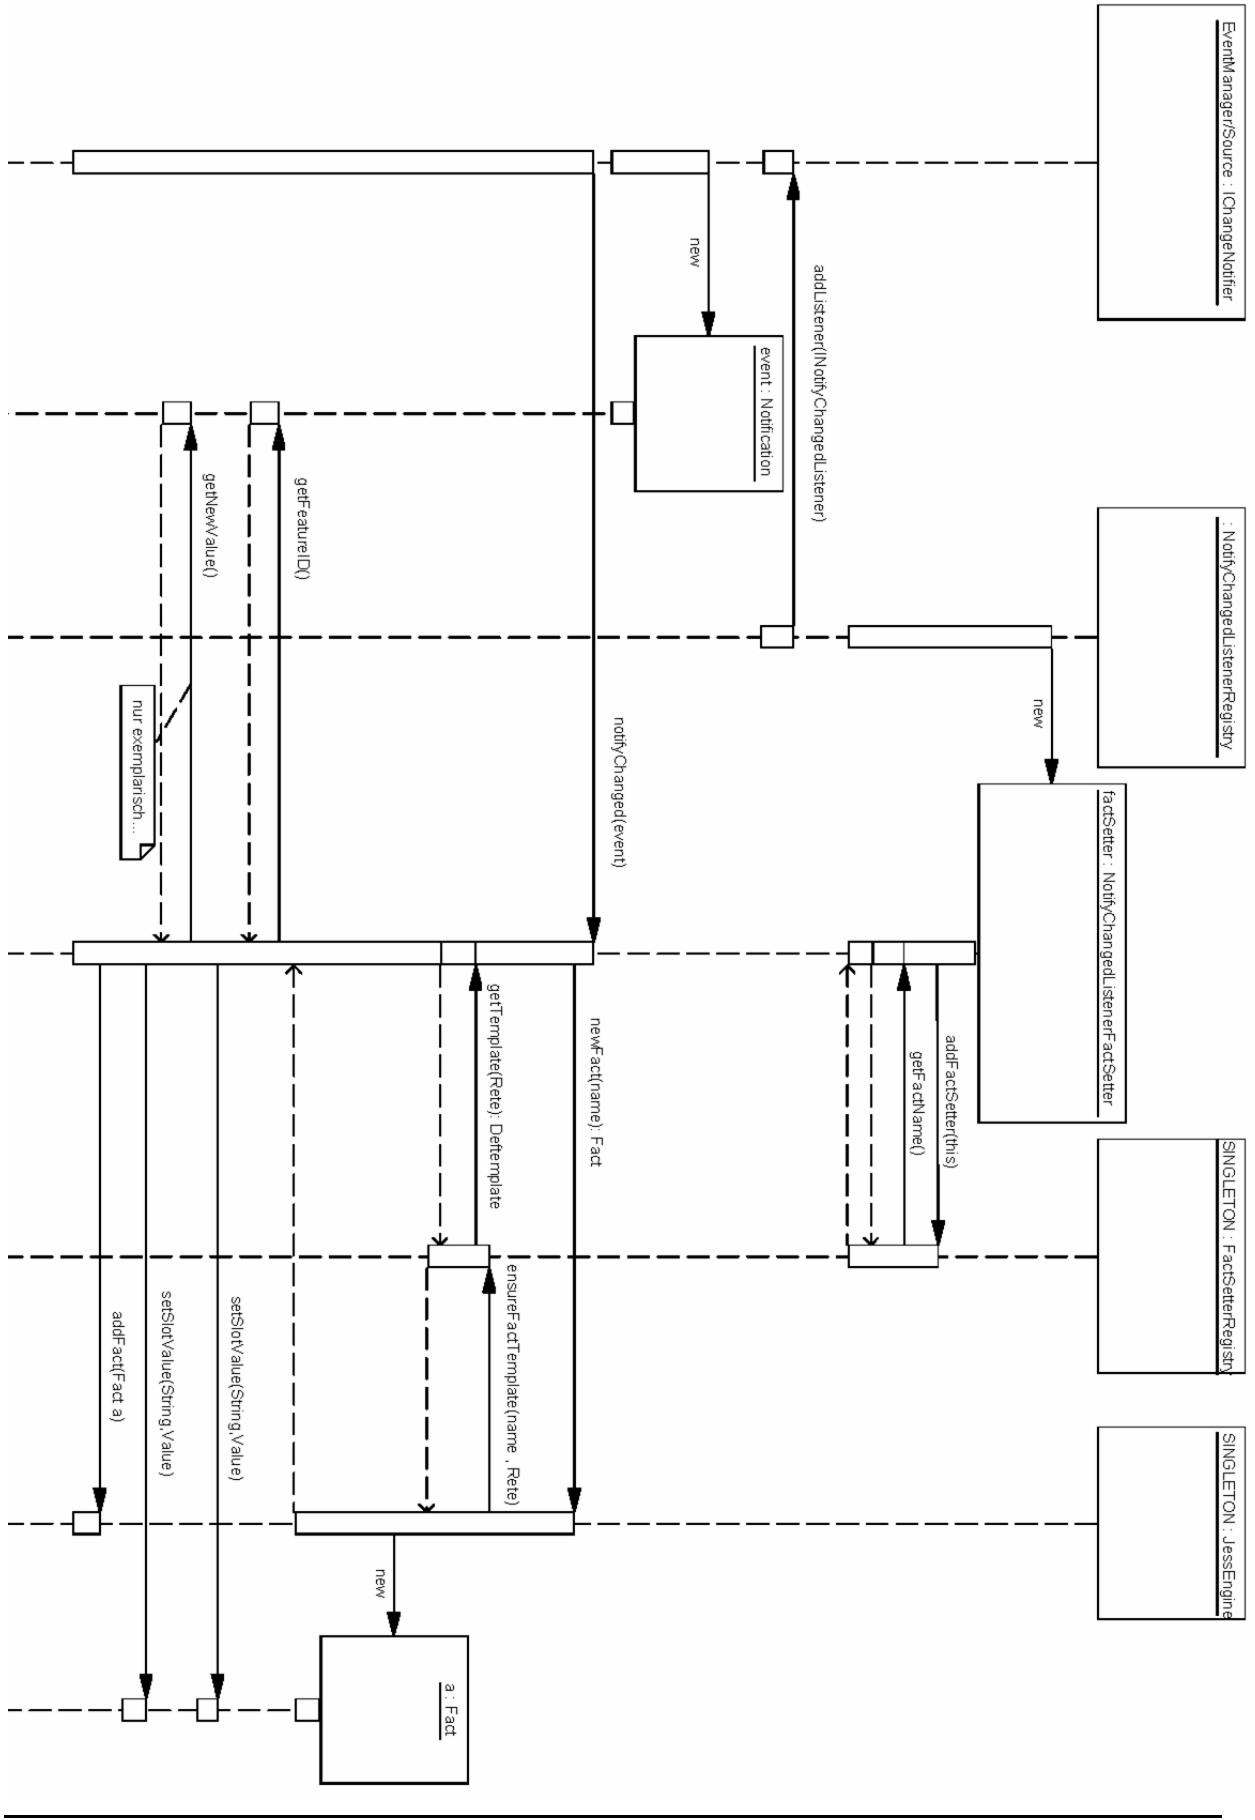 EventManager/Source : IChangeNotifier
: NotifyChangedListenerRegistry
SINGLETON : FactSetterRegistry
SINGLETON : JessEngine
factSetter : NotifyChangedListenerFactSetter
new
addFactSetter(this)
getFactName()
addListener(INotifyChangedListener)
event : Notification
new
notifyChanged(event)
newFact(name): Fact
ensureFactTemplate(name , Rete)
getTemplate(Rete): Deftemplate
a : Fact
new
getFeatureID()
setSlotValue(String,Value)
getNewValue()
setSlotValue(String,Value)
nur exemplarisch...
addFact(Fact a)